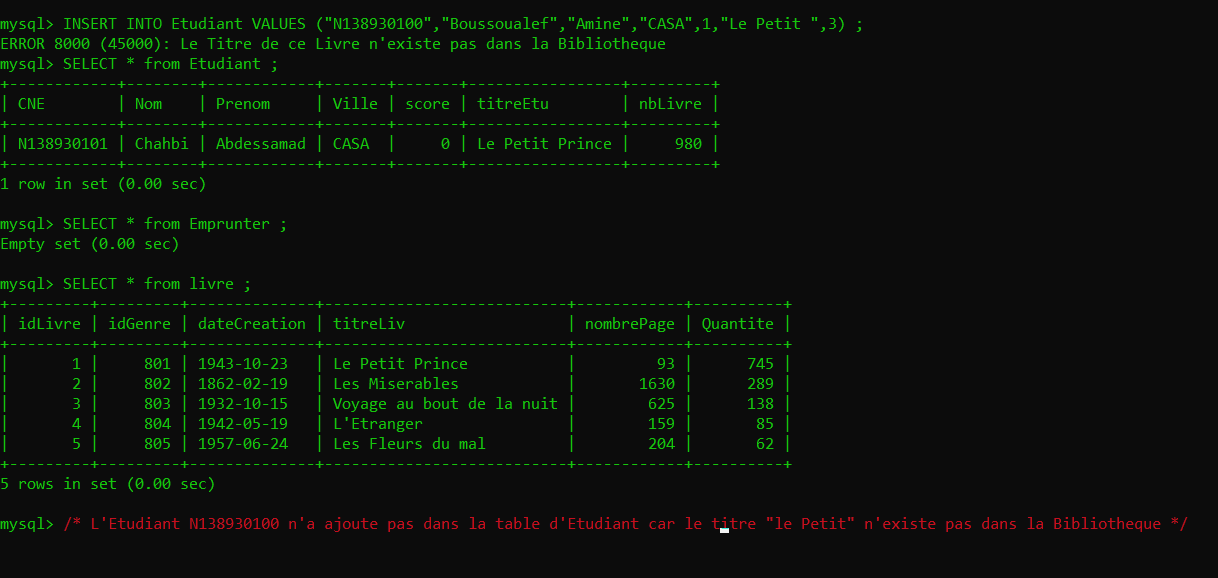 mysql> INSERT INTO Etudiant VALUES ("N138930100","Boussoualef","Amine","CASA",1,"Le Petit ",3) ;
ERROR 8000 (45000): Le Titre de ce Livre n'existe pas dans la Bibliotheque
mysql> SELECT * from Etudiant ;
+------------+--------+------------+-------+-------+-----------------+---------+
| CNE        | Nom    | Prenom     | Ville | score | titreEtu        | nbLivre |
+------------+--------+------------+-------+-------+-----------------+---------+
| N138930101 | Chahbi | Abdessamad | CASA  |     0 | Le Petit Prince |     980 |
+------------+--------+------------+-------+-------+-----------------+---------+
1 row in set (0.00 sec)
mysql> SELECT * from Emprunter ;
Empty set (0.00 sec)
mysql> SELECT * from livre ;
+---------+---------+--------------+---------------------------+------------+----------+
| idLivre | idGenre | dateCreation | titreLiv                  | nombrePage | Quantite |
+---------+---------+--------------+---------------------------+------------+----------+
|       1 |     801 | 1943-10-23   | Le Petit Prince           |         93 |      745 |
|       2 |     802 | 1862-02-19   | Les Miserables            |       1630 |      289 |
|       3 |     803 | 1932-10-15   | Voyage au bout de la nuit |        625 |      138 |
|       4 |     804 | 1942-05-19   | L'Etranger                |        159 |       85 |
|       5 |     805 | 1957-06-24   | Les Fleurs du mal         |        204 |       62 |
+---------+---------+--------------+---------------------------+------------+----------+
5 rows in set (0.00 sec)
mysql> /* L'Etudiant N138930100 n'a ajoute pas dans la table d'Etudiant car le titre "le Petit" n'existe pas dans la Bibliotheque */